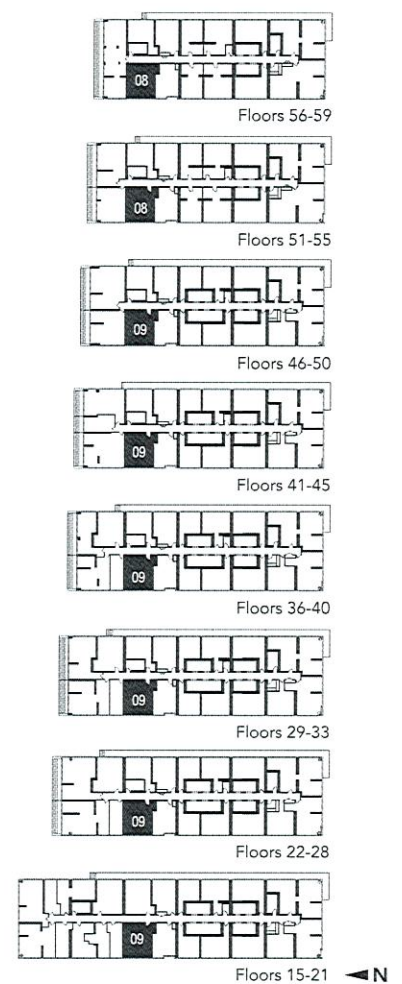 08
Floors 56-59
08
Floors 51-55
09
Floors 46-50
09
Floors 41-45
09
Floors 36-40
09
Floors 29-33
09
Floors 22-28
09
Floors 15-21
N